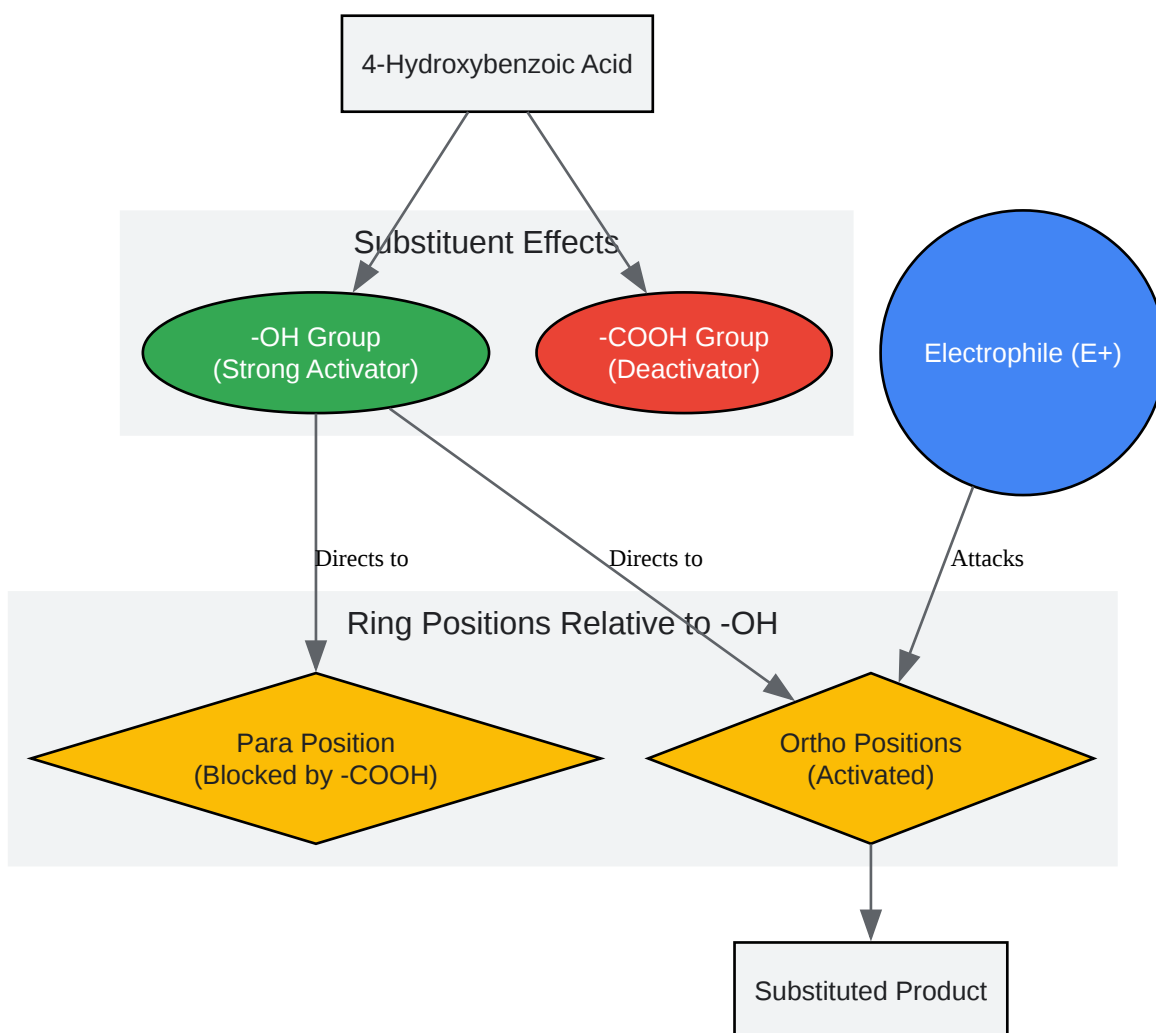 4-Hydroxybenzoic Acid
Substituent Effects
-OH Group
(Strong Activator)
-COOH Group
(Deactivator)
Electrophile (E+)
Directs to
Directs to
Attacks
Ring Positions Relative to -OH
Para Position
(Blocked by -COOH)
Ortho Positions
(Activated)
Substituted Product